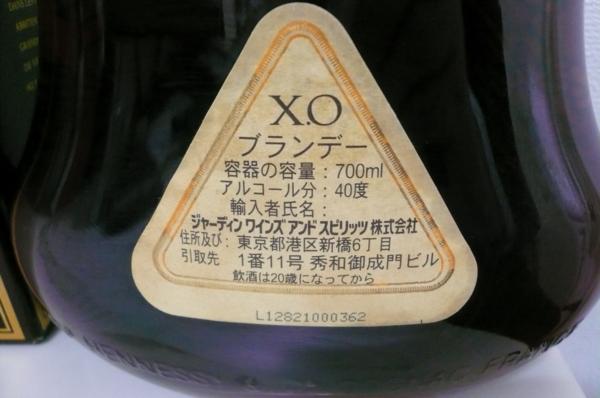 X.O
ブランデー
容器の容量：700ml
アルコール分：40度
輸入者氏名：
ジャーディン ワインズ アンド スピリッツ 株式会社
住所及び：東京都港区新橋6丁目
引取先 1番11号 秀和御成門ビル
飲酒は20歳になってから
L12821000362
HENNESSY